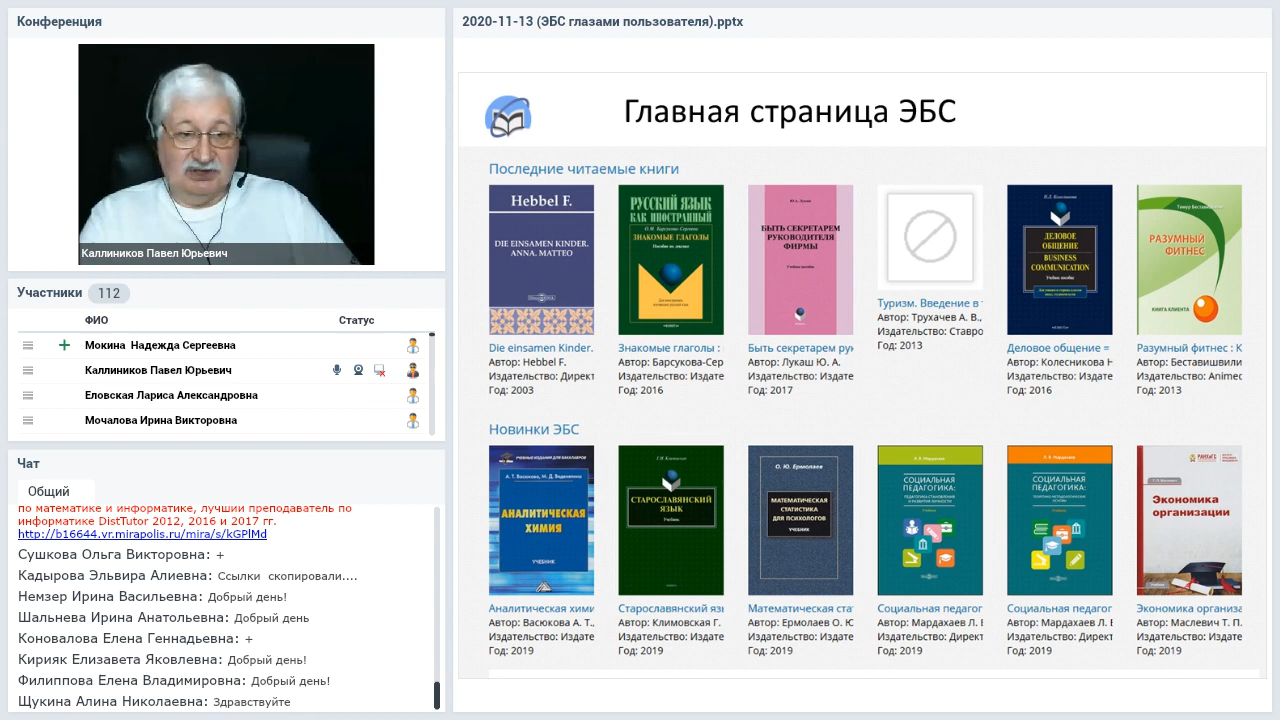 Конференция
Каллиников Павел Юрьевич
Участники 112
ФИО Статус
Мокина Надежда Сергеевна
Каллиников Павел Юрьевич
Еловская Лариса Александровна
Мочалова Ирина Викторовна
Чат
Общий
по математике и информатике, лучший преподаватель по
информатике DistTutor 2012, 2016 и 2017 гг.
http://b16644.vr.mirapolis.ru/mira/s/kGPlMd
Сушкова Ольга Викторовна: +
Кадырова Эльвира Алиевна: Ссылки скопировали....
Немзер Ирина Васильевна: Добрый день!
Шальнева Ирина Анатольевна: Добрый день
Коновалова Елена Геннадьевна: +
Кирияк Елизавета Яковлевна: Добрый день!
Филиппова Елена Владимировна: Добрый день!
Щукина Алина Николаевна: Здравствуйте
2020-11-13 (ЭБС глазами пользователя).pptx
Главная страница ЭБС
Последние читаемые книги
Hebbel F.
DIE EINSAMEN KINDER.
ANNA. MATTEO
Die einsamen Kinder.
Автор: Hebbel F.
Издательство: Дирек
Год: 2003
РУССКИЙ ЯЗЫК
КАК ИНОСТРАННЫЙ
ЗНАКОМЫЕ ГЛАГОЛЫ
Знакомые глаголы :
Автор: Барсукова-Сер
Издательство: Издате
Год: 2016
БЫТЬ СЕКРЕТАРЕМ
РУКОВОДИТЕЛЯ
ФИРМЫ
Быть секретарем рук
Автор: Лукаш Ю. А.
Издательство: Издате
Год: 2017
Туризм. Введение в
Автор: Трухачев А. В.,
Издательство: Ставро
Год: 2013
ДЕЛОВОЕ
ОБЩЕНИЕ
BUSINESS
COMMUNICATION
Деловое общение =
Автор: Колесникова Н
Издательство: Издате
Год: 2016
РАЗУМНЫЙ
ФИТНЕС
КНИГА КЛИЕНТА
Разумный фитнес : К
Автор: Беставишвили
Издательство: Animec
Год: 2013
Новинки ЭБС
А. Т. Васюкова, М. Д. Веденяпина
АНАЛИТИЧЕСКАЯ
ХИМИЯ
УЧЕБНИК
Аналитическая хими
Автор: Васюкова А. Т.,
Издательство: Издате
Год: 2019
СТАРОСЛАВЯНСКИЙ
ЯЗЫК
Учебник
Старославянский язь
Автор: Климовская Г.
Издательство: Издате
Год: 2019
О. Ю. Ермолаев
МАТЕМАТИЧЕСКАЯ
СТАТИСТИКА
ДЛЯ ПСИХОЛОГОВ
УЧЕБНИК
Математическая ста
Автор: Ермолаев О. Ю
Издательство: Издате
Год: 2019
СОЦИАЛЬНАЯ
ПЕДАГОГИКА:
Социальная педагог
Автор: Мардахаев Л. В
Издательство: Директ
Год: 2019
СОЦИАЛЬНАЯ
ПЕДАГОГИКА:
Социальная педагог
Автор: Мардахаев Л. В
Издательство: Директ
Год: 2019
РАНХиГС
Экономика
организации
Экономика организа
Автор: Маслевич Т. П.
Издательство: Издате
Год: 2019